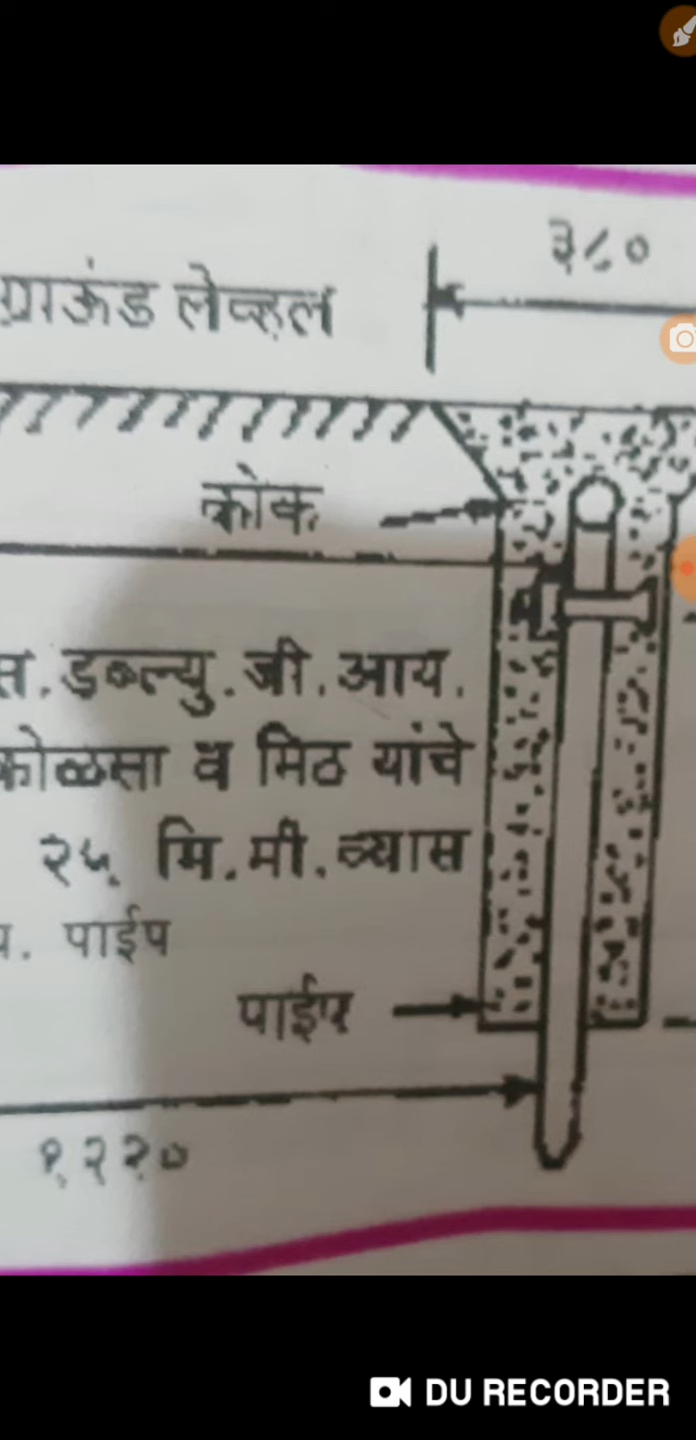 ३८०
ग्राऊंड लेव्हल
कोक
स.डब्ल्यु.जी.आय.
कोळसा व मिठ यांचे
२५ मि.मी.व्यास
य. पाईप
पाईप
१२२०
DU RECORDER